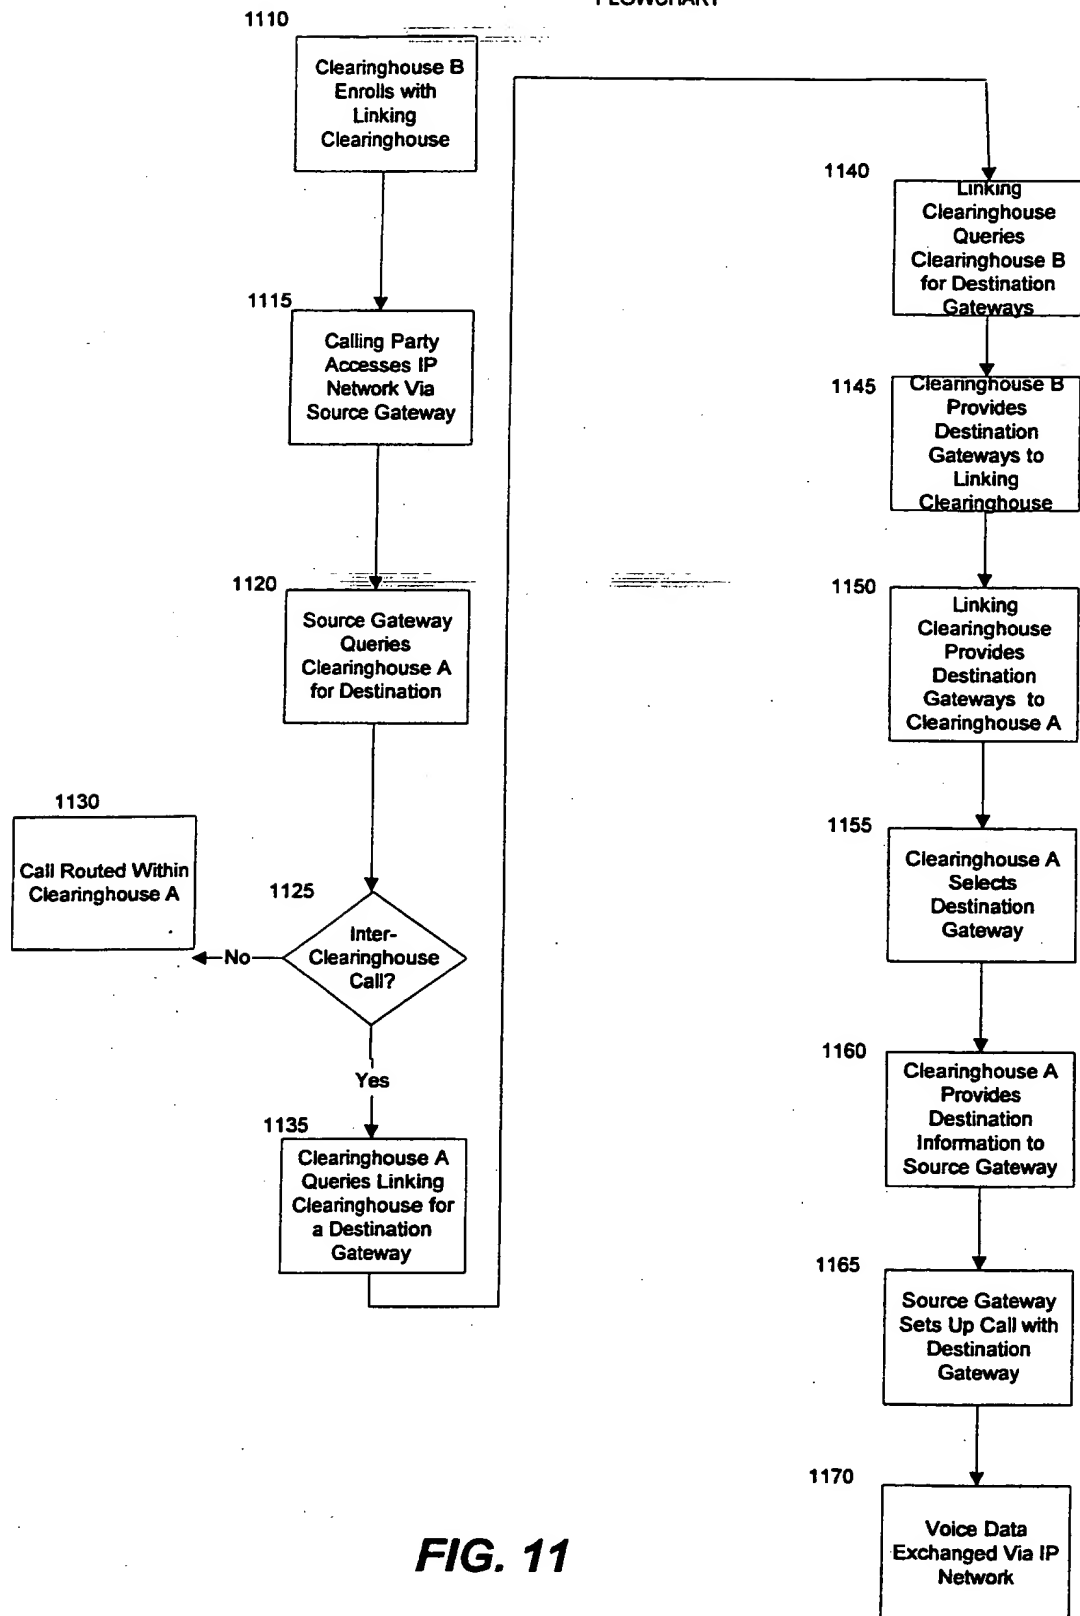 FLOWCHART
1110
Clearinghouse B
Enrolls with
Linking
Clearinghouse
1115
Calling Party
Accesses IP
Network Via
Source Gateway
1120
Source Gateway
Queries
Clearinghouse A
for Destination
1130
Call Routed Within
Clearinghouse A
1125
Inter-
Clearinghouse
Call?
No
Yes
1135
Clearinghouse A
Queries Linking
Clearinghouse for
a Destination
Gateway
1140
Linking
Clearinghouse
Queries
Clearinghouse B
for Destination
Gateways
1145
Clearinghouse B
Provides
Destination
Gateways to
Linking
Clearinghouse
1150
Linking
Clearinghouse
Provides
Destination
Gateways to
Clearinghouse A
1155
Clearinghouse A
Selects
Destination
Gateway
1160
Clearinghouse A
Provides
Destination
Information to
Source Gateway
1165
Source Gateway
Sets Up Call with
Destination
Gateway
1170
Voice Data
Exchanged Via IP
Network
FIG. 11